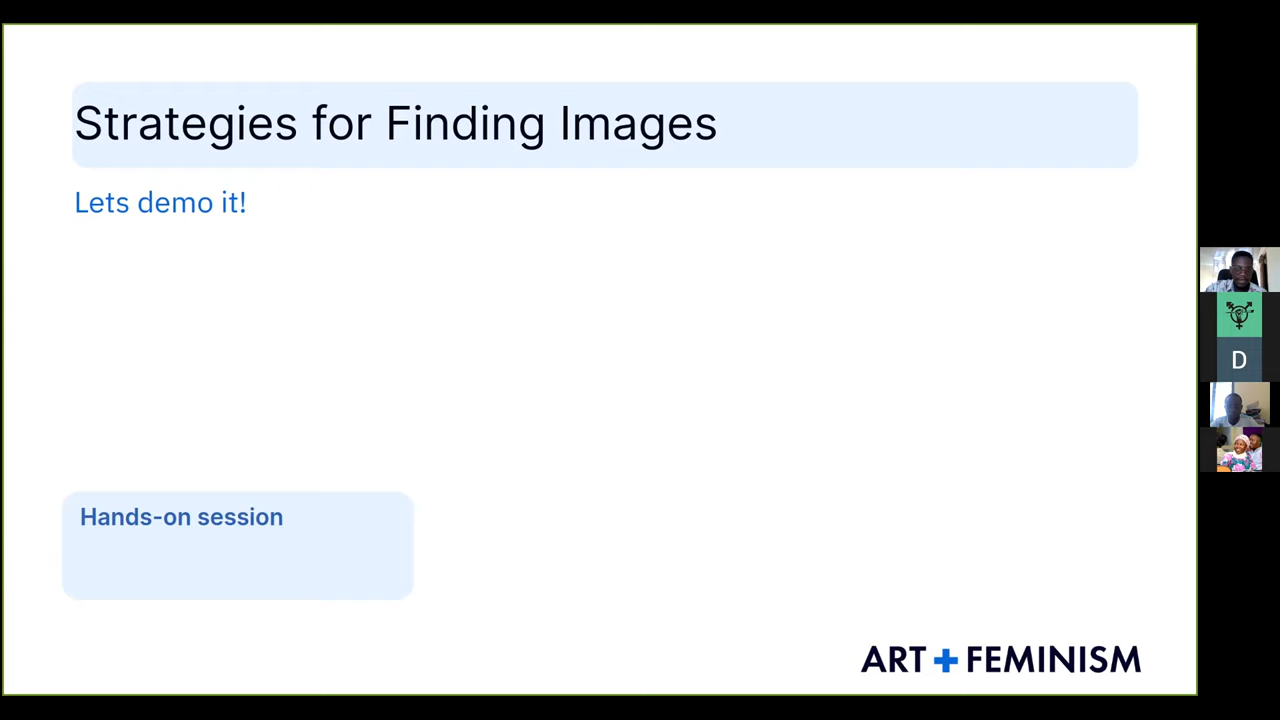 Strategies for Finding Images
Lets demo it!
D
Hands-on session
ART+FEMINISM